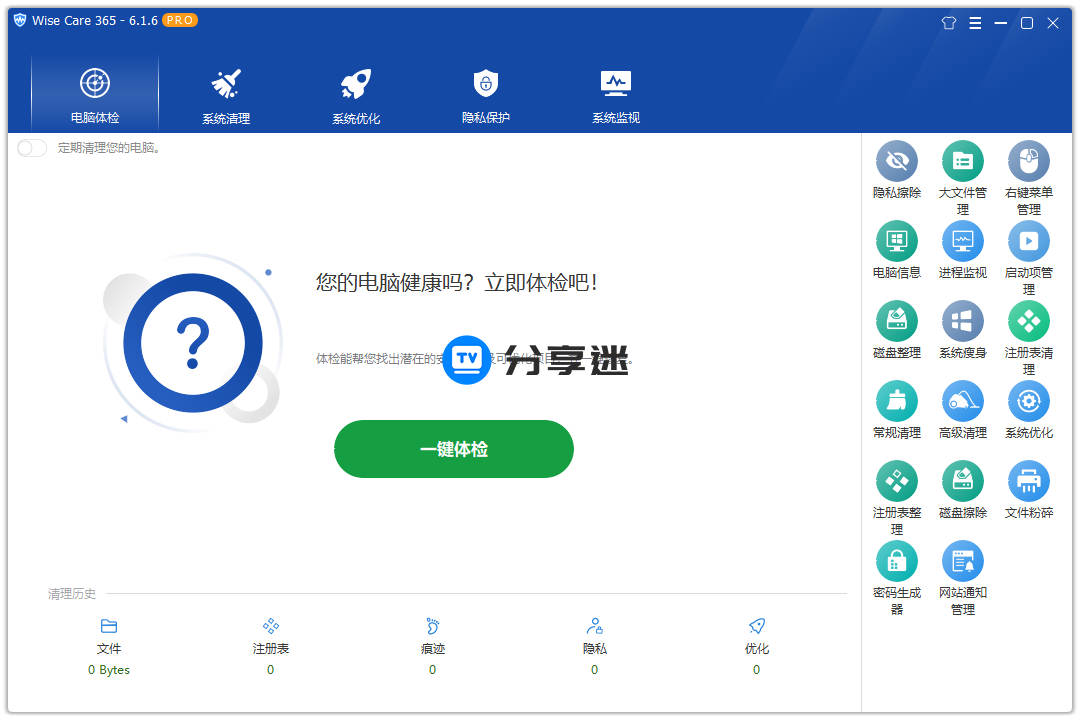 Wise Care 365 - 6.1.6 PRO
电脑体检 系统清理 系统优化 隐私保护 系统监视
定期清理您的电脑。
您的电脑健康吗？立即体检吧！
体检能帮您找出潜在的安
TV 分享迷
一键体检
隐私擦除 大文件管理 右键菜单管理
电脑信息 进程监视 启动项管理
磁盘整理 系统瘦身 注册表清理
常规清理 高级清理 系统优化
注册表整理 磁盘擦除 文件粉碎
密码生成器 网站通知管理
清理历史
文件 注册表 痕迹 隐私 优化
0 Bytes 0 0 0 0